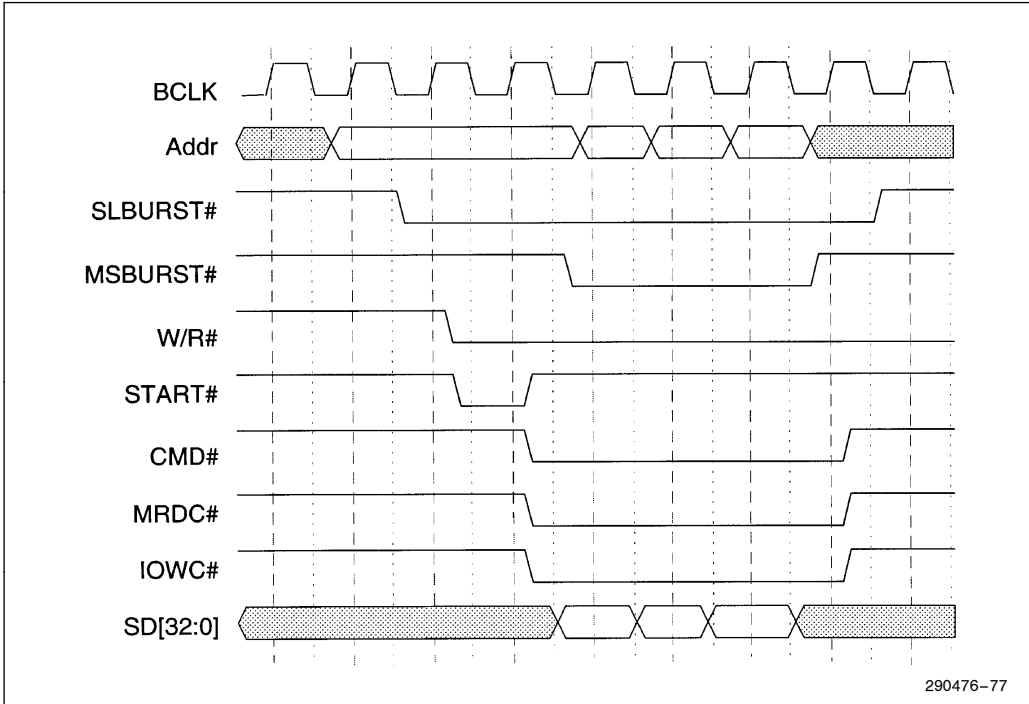 BCLK
Addr
SLBURST#
MSBURST#
W/R#
START#
CMD#
MRDC#
IOWC#
SD[32:0]
290476–77